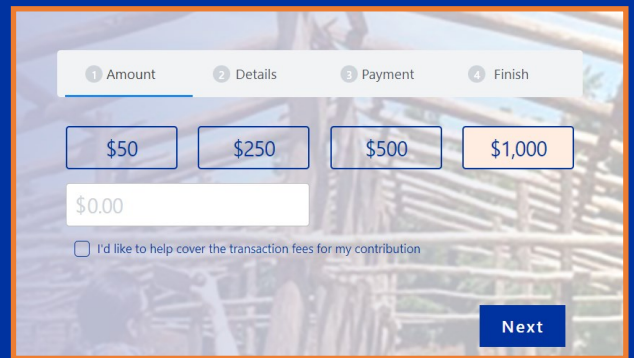 1 Amount 2 Details 3 Payment 4 Finish
$50 $250 $500 $1,000
$0.00
I'd like to help cover the transaction fees for my contribution
Next